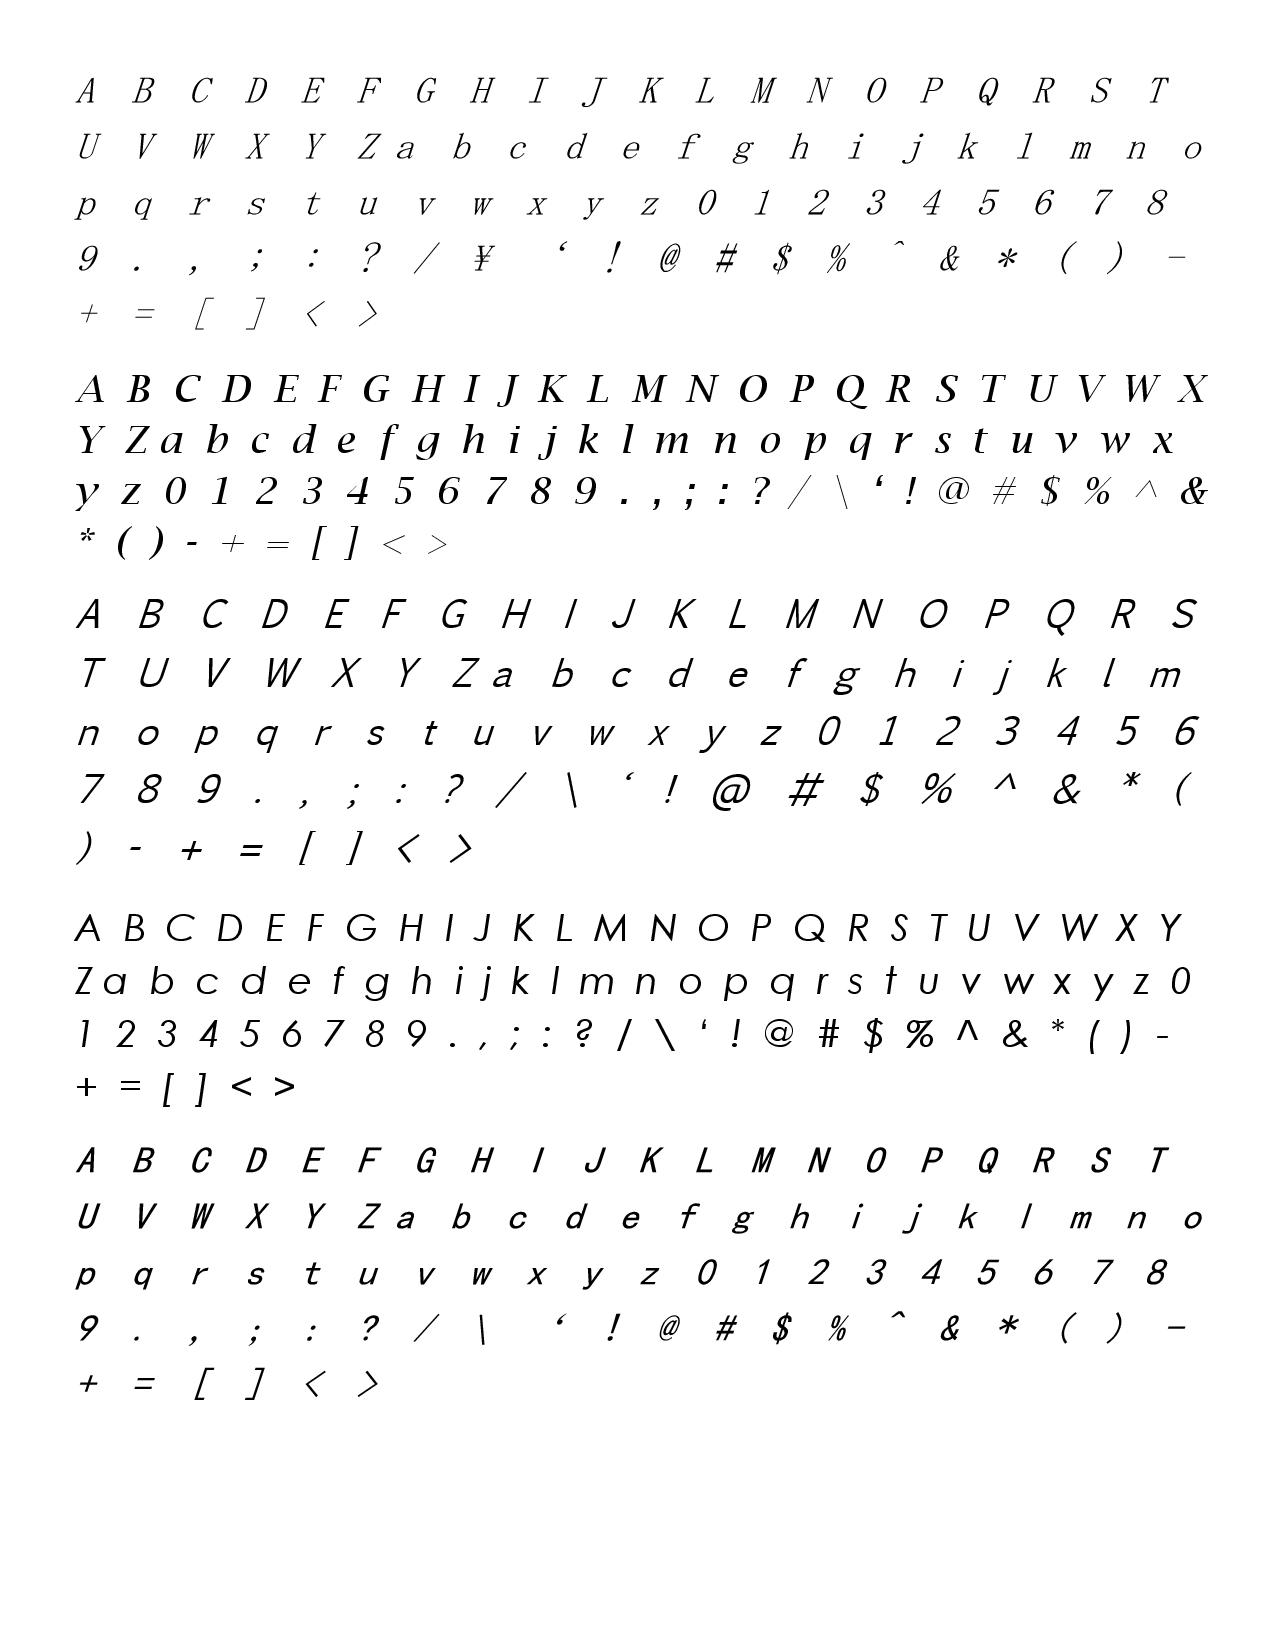 A B C D E F G H I J K L M N O P Q R S T
U V W X Y Z a b c d e f g h i j k l m n o
p q r s t u v w x y z 0 1 2 3 4 5 6 7 8
9 . , ; : ? / ¥ ‘ ! @ # $ % ^ & * ( ) -
+ = [ ] < >
A B C D E F G H I J K L M N O P Q R S T U V W X
Y Z a b c d e f g h i j k l m n o p q r s t u v w x
y z 0 1 2 3 4 5 6 7 8 9 . , ; : ? / \ ‘ ! @ # $ % ^ &
* ( ) - + = [ ] < >
A B C D E F G H I J K L M N O P Q R S
T U V W X Y Z a b c d e f g h i j k l m
n o p q r s t u v w x y z 0 1 2 3 4 5 6
7 8 9 . , ; : ? / \ ‘ ! @ # $ % ^ & * (
) - + = [ ] < >
A B C D E F G H I J K L M N O P Q R S T U V W X Y
Z a b c d e f g h i j k l m n o p q r s t u v w x y z 0
1 2 3 4 5 6 7 8 9 . , ; : ? / \ ‘ ! @ # $ % ^ & * ( ) -
+ = [ ] < >
A B C D E F G H I J K L M N O P Q R S T
U V W X Y Z a b c d e f g h i j k l m n o
p q r s t u v w x y z 0 1 2 3 4 5 6 7 8
9 . , ; : ? / \ ‘ ! @ # $ % ^ & * ( ) -
+ = [ ] < >